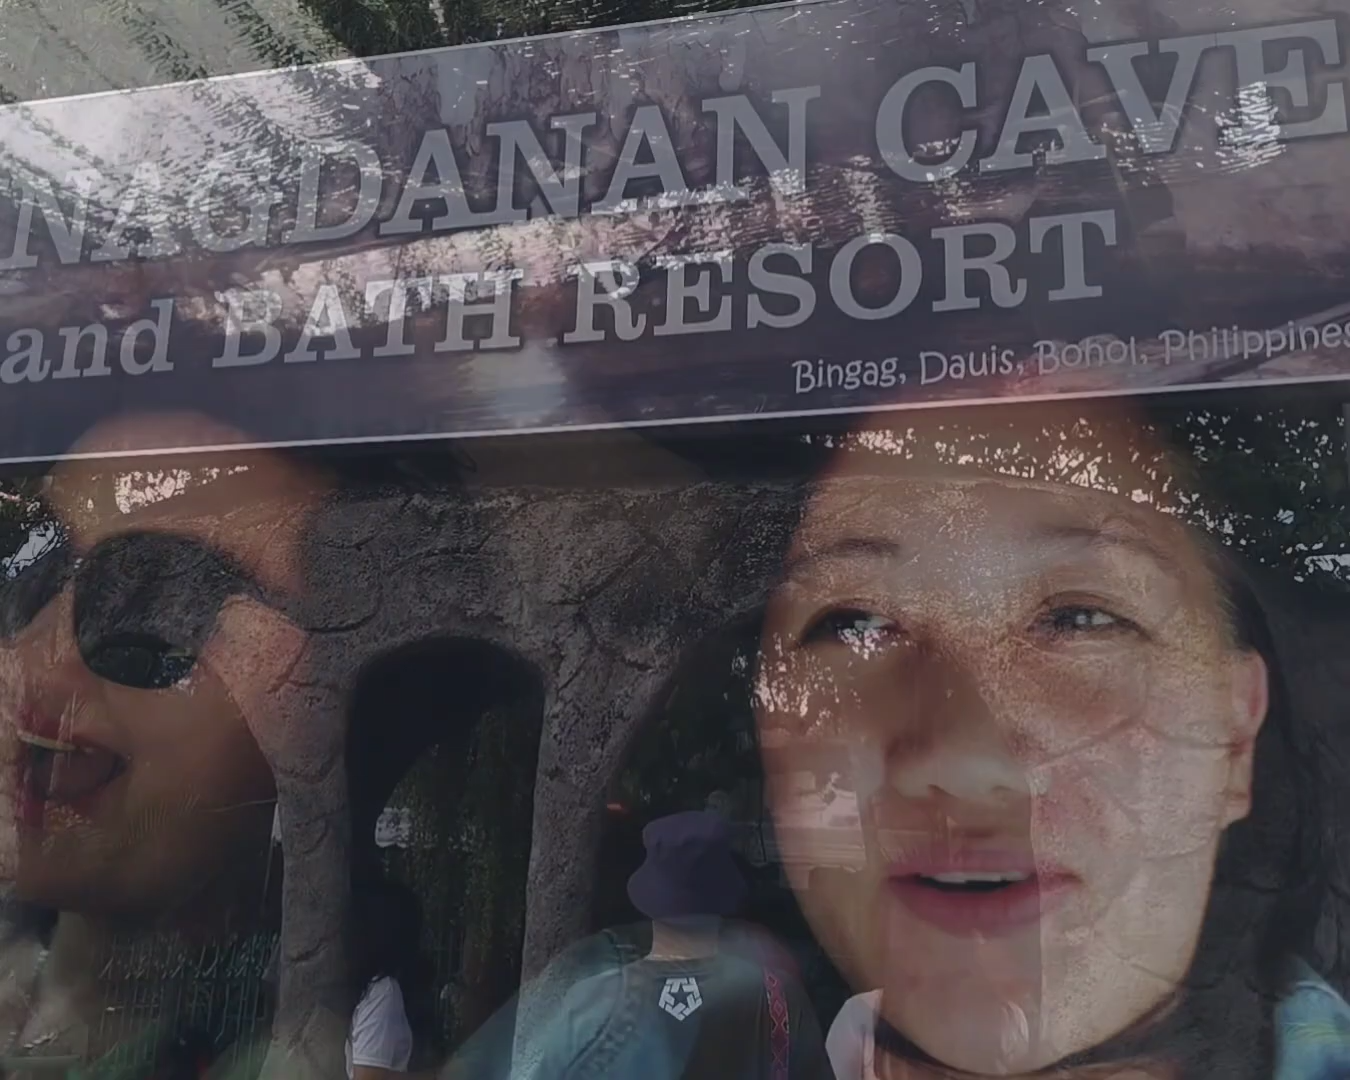 NAGDANAN CAVE
and BATH RESORT
Bingag, Dauis, Bohol, Philippines